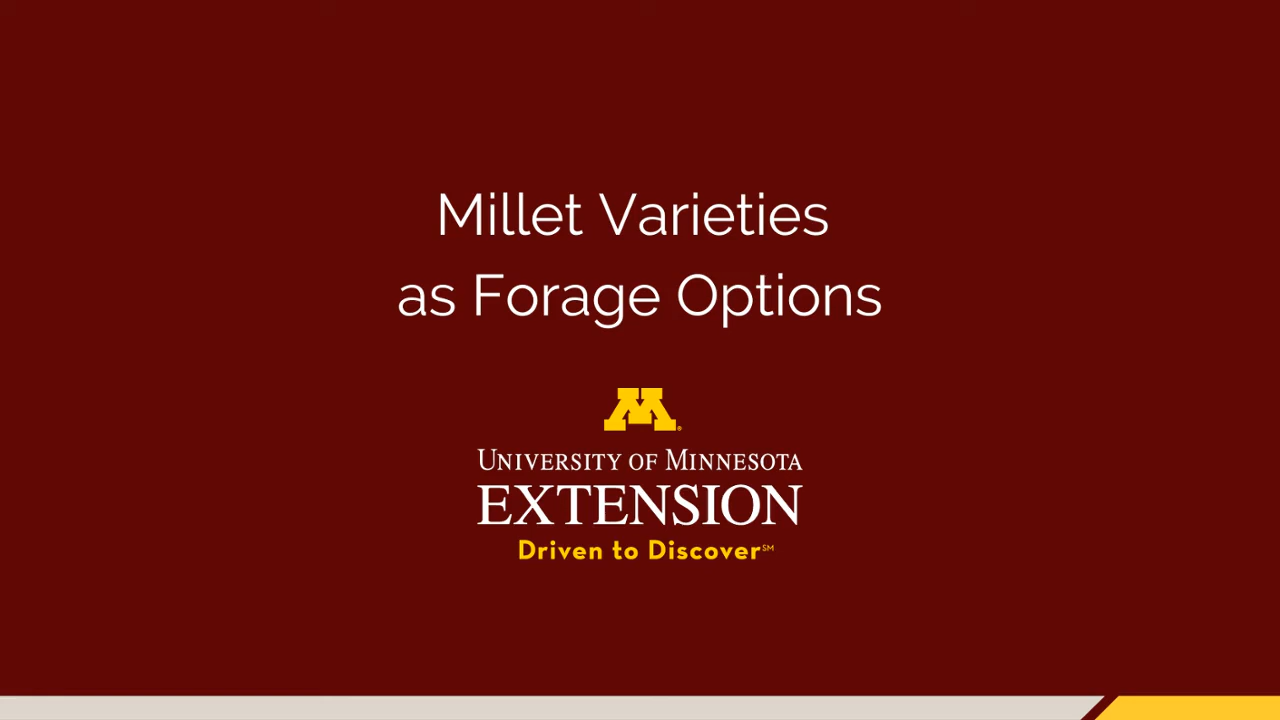 Millet Varieties
as Forage Options
M®
UNIVERSITY OF MINNESOTA
EXTENSION
Driven to Discover℠